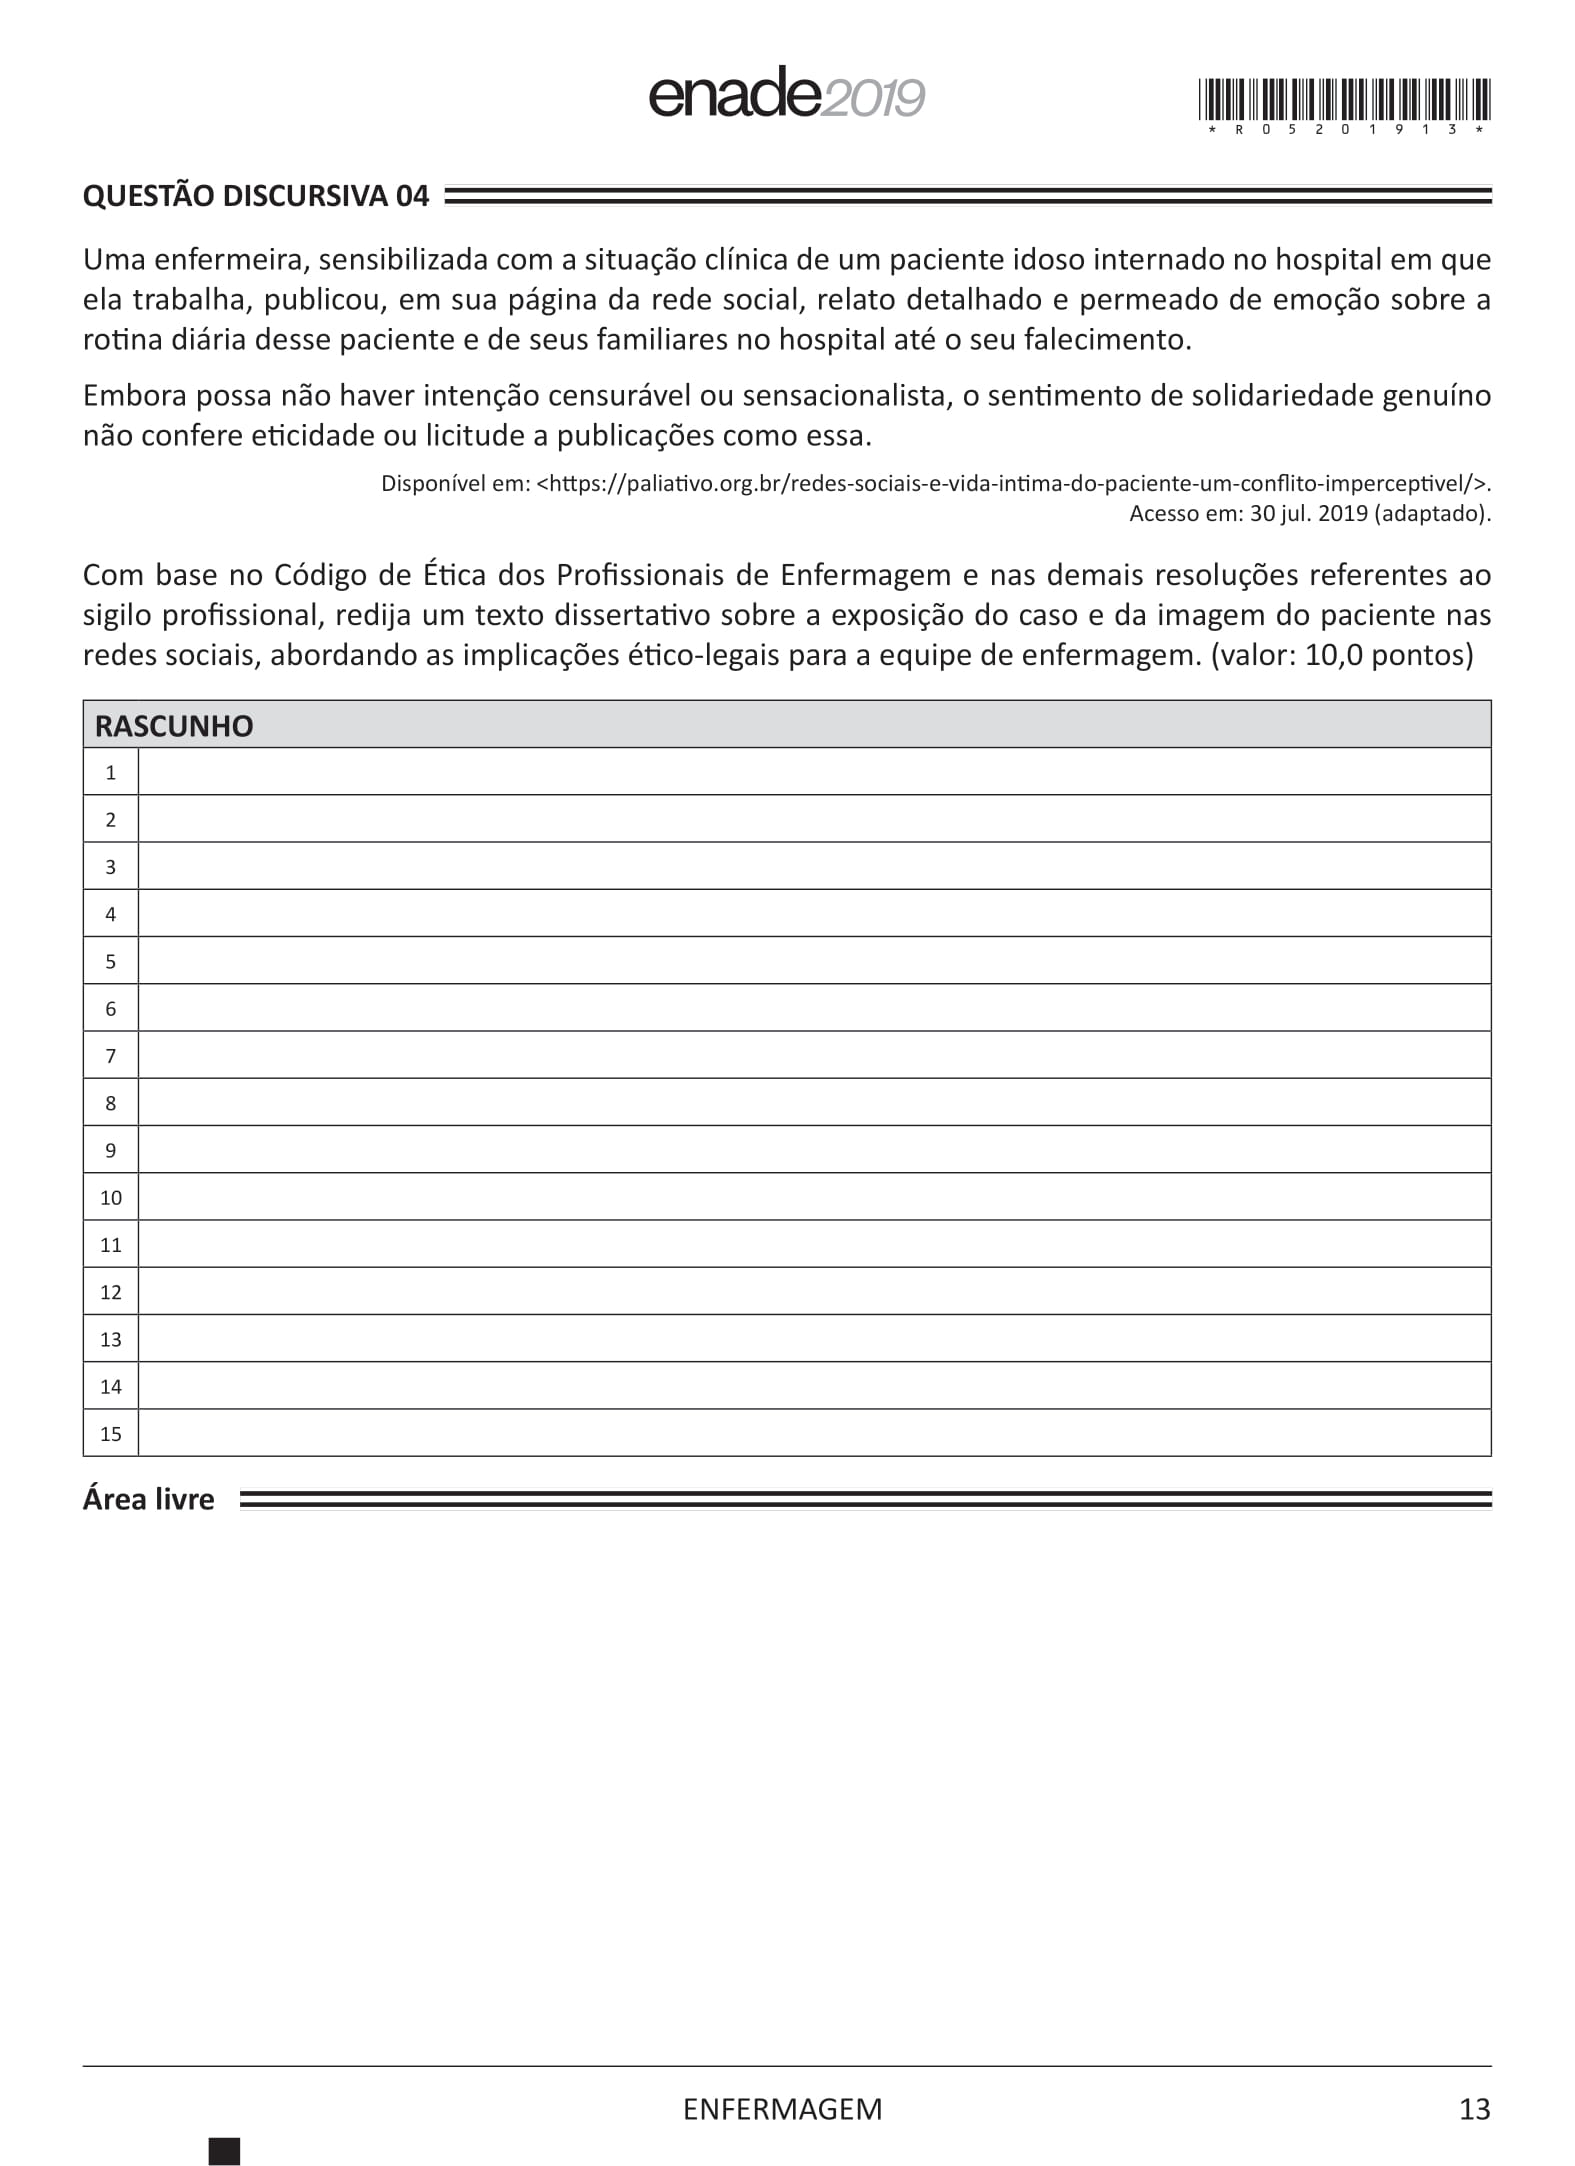 enade2019
*R05201913*
QUESTÃO DISCURSIVA 04
Uma enfermeira, sensibilizada com a situação clínica de um paciente idoso internado no hospital em que
ela trabalha, publicou, em sua página da rede social, relato detalhado e permeado de emoção sobre a
rotina diária desse paciente e de seus familiares no hospital até o seu falecimento.
Embora possa não haver intenção censurável ou sensacionalista, o sentimento de solidariedade genuíno
não confere eticidade ou licitude a publicações como essa.
Disponível em: <https://paliativo.org.br/redes-sociais-e-vida-intima-do-paciente-um-conflito-imperceptivel/>.
Acesso em: 30 jul. 2019 (adaptado).
Com base no Código de Ética dos Profissionais de Enfermagem e nas demais resoluções referentes ao
sigilo profissional, redija um texto dissertativo sobre a exposição do caso e da imagem do paciente nas
redes sociais, abordando as implicações ético-legais para a equipe de enfermagem. (valor: 10,0 pontos)
RASCUNHO
1
2
3
4
5
6
7
8
9
10
11
12
13
14
15
Área livre
ENFERMAGEM
13